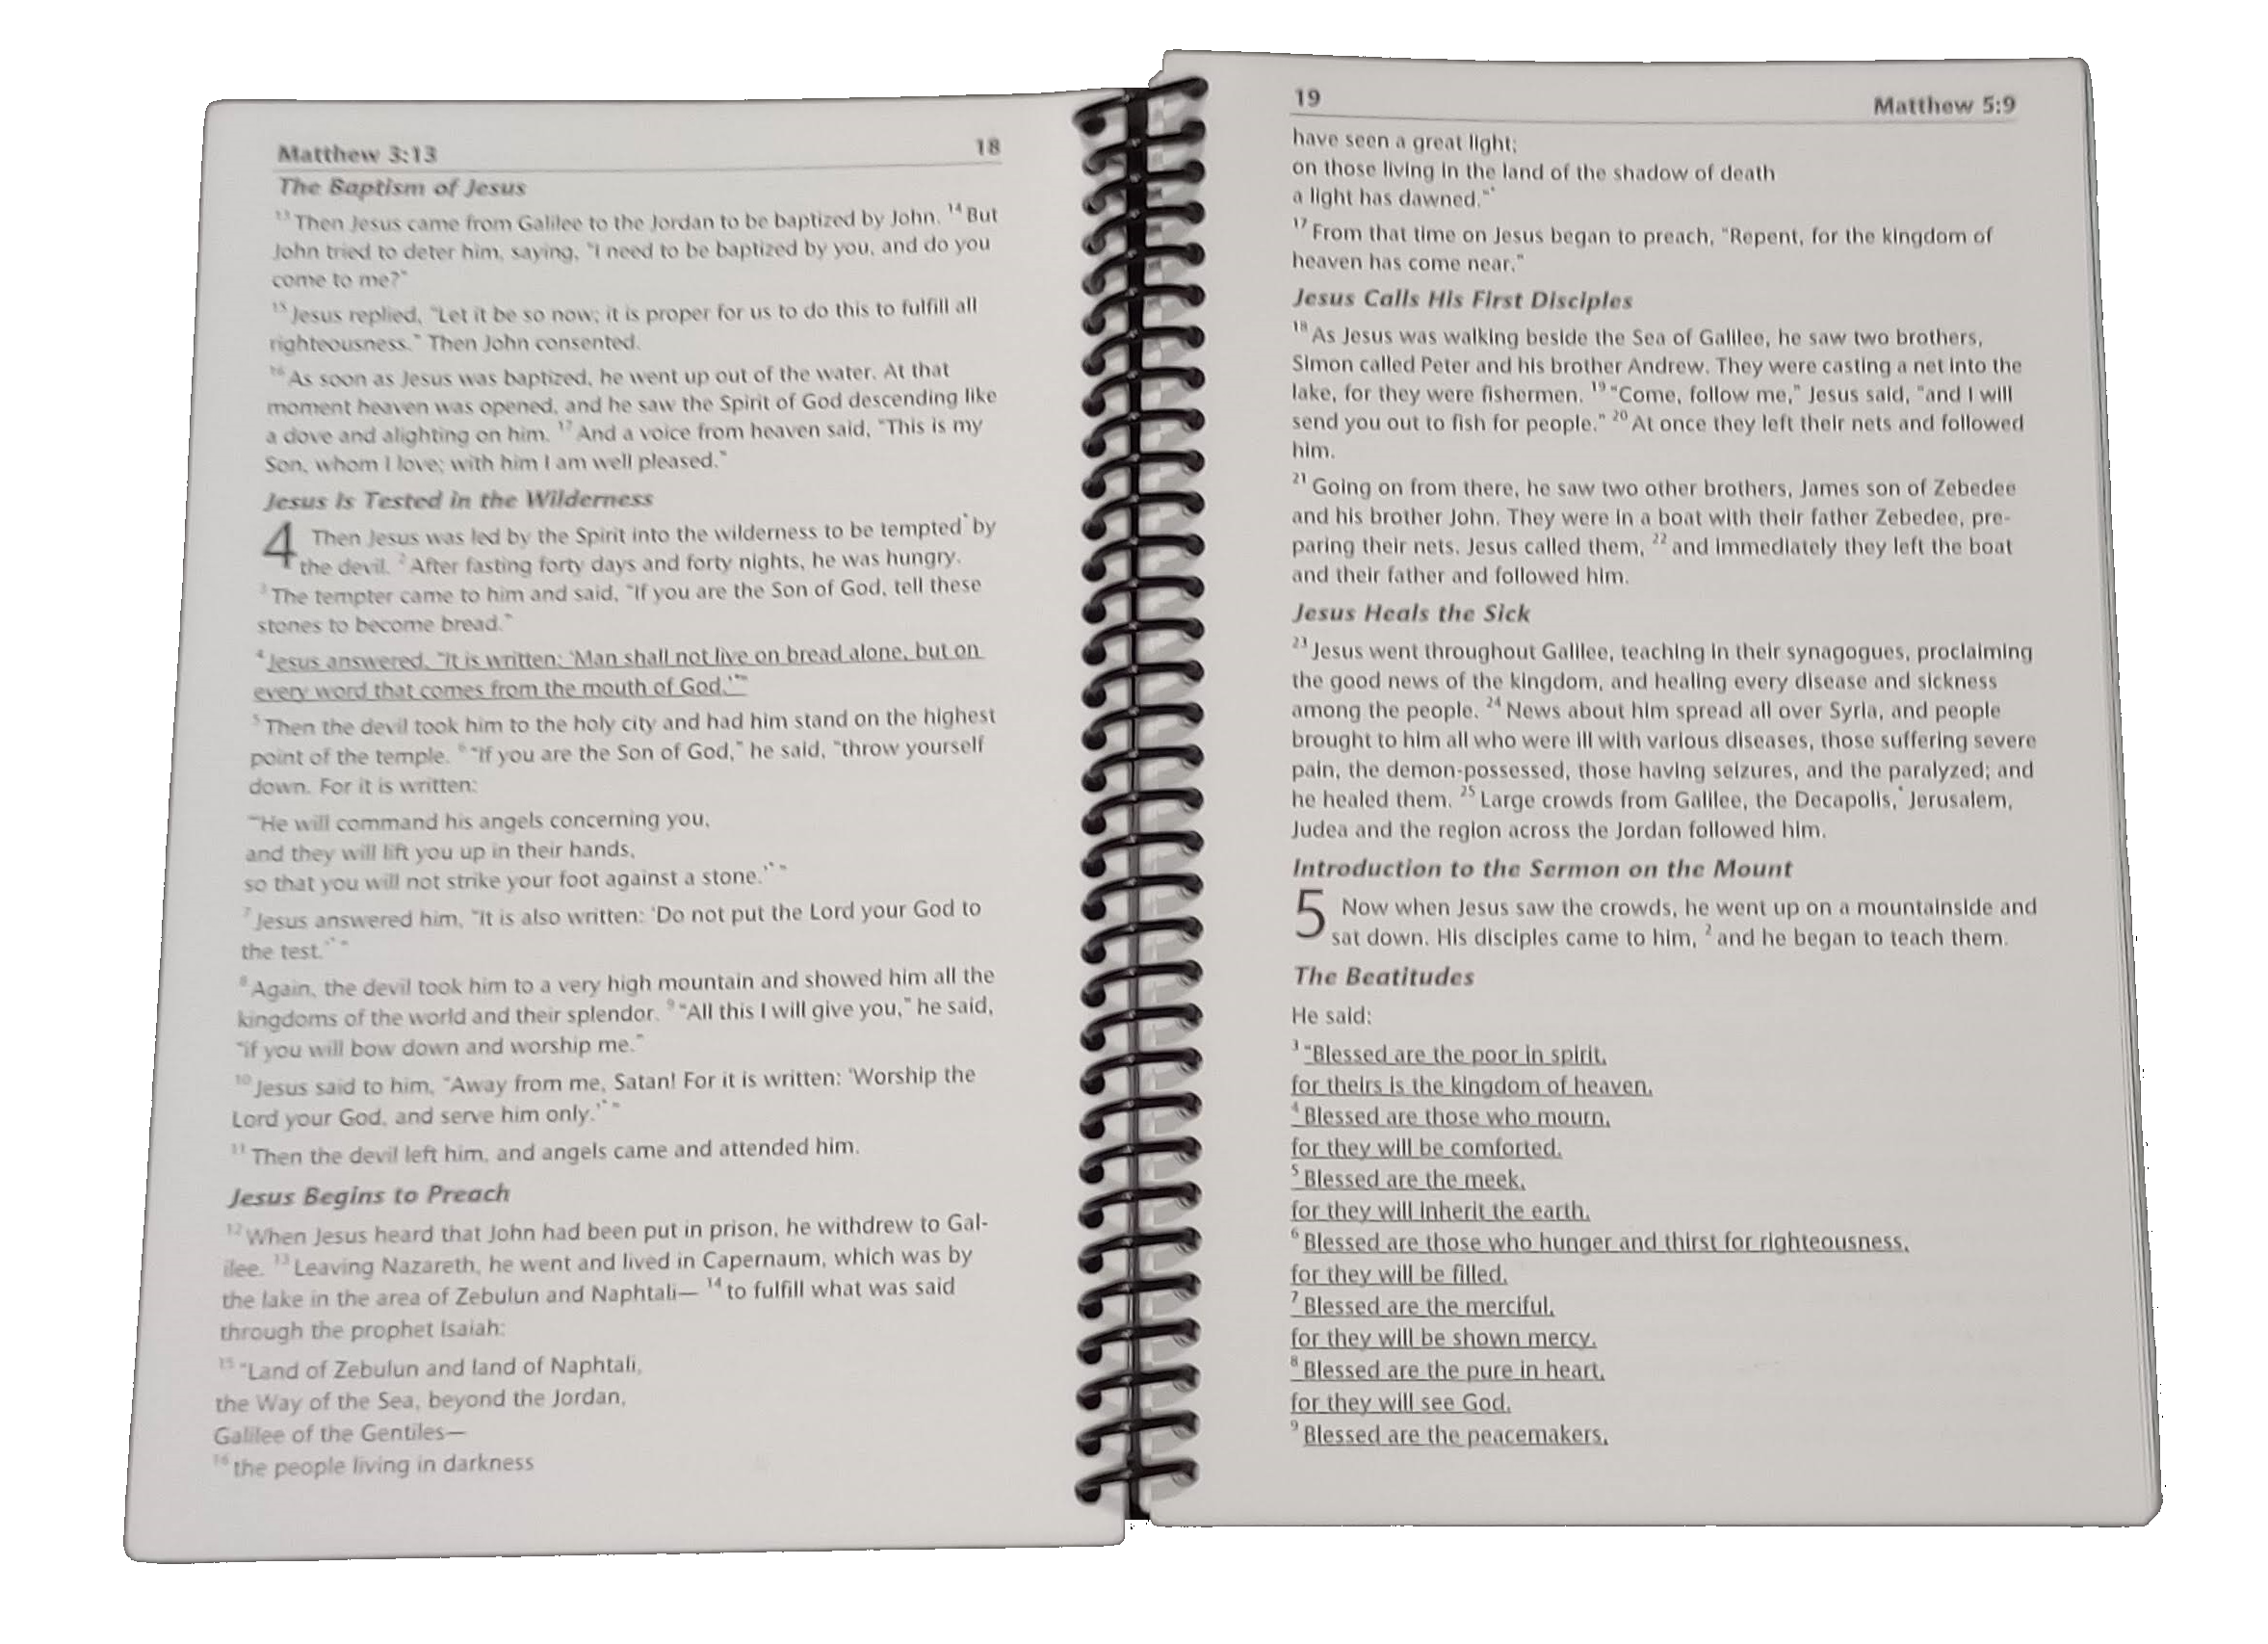 Matthew 3:13 18
The Baptism of Jesus
13 Then Jesus came from Galilee to the Jordan to be baptized by John. 14 But
John tried to deter him, saying, "I need to be baptized by you, and do you
come to me?"
15 Jesus replied, "Let it be so now; it is proper for us to do this to fulfill all
righteousness." Then John consented.
16 As soon as Jesus was baptized, he went up out of the water. At that
moment heaven was opened, and he saw the Spirit of God descending like
a dove and alighting on him. 17 And a voice from heaven said, "This is my
Son, whom I love; with him I am well pleased."
Jesus Is Tested in the Wilderness
4 Then Jesus was led by the Spirit into the wilderness to be tempted* by
the devil. 2 After fasting forty days and forty nights, he was hungry.
3 The tempter came to him and said, "If you are the Son of God, tell these
stones to become bread."
4 Jesus answered, "It is written: 'Man shall not live on bread alone, but on
every word that comes from the mouth of God.'*"
5 Then the devil took him to the holy city and had him stand on the highest
point of the temple. 6 "If you are the Son of God," he said, "throw yourself
down. For it is written:
"'He will command his angels concerning you,
and they will lift you up in their hands,
so that you will not strike your foot against a stone.'* "
7 Jesus answered him, "It is also written: 'Do not put the Lord your God to
the test.'* "
8 Again, the devil took him to a very high mountain and showed him all the
kingdoms of the world and their splendor. 9 "All this I will give you," he said,
"if you will bow down and worship me."
10 Jesus said to him, "Away from me, Satan! For it is written: 'Worship the
Lord your God, and serve him only.'* "
11 Then the devil left him, and angels came and attended him.
Jesus Begins to Preach
12 When Jesus heard that John had been put in prison, he withdrew to Gal-
ilee. 13 Leaving Nazareth, he went and lived in Capernaum, which was by
the lake in the area of Zebulun and Naphtali— 14 to fulfill what was said
through the prophet Isaiah:
15 "Land of Zebulun and land of Naphtali,
the Way of the Sea, beyond the Jordan,
Galilee of the Gentiles—
16 the people living in darkness
19 Matthew 5:9
have seen a great light;
on those living in the land of the shadow of death
a light has dawned."*
17 From that time on Jesus began to preach, "Repent, for the kingdom of
heaven has come near."
Jesus Calls His First Disciples
18 As Jesus was walking beside the Sea of Galilee, he saw two brothers,
Simon called Peter and his brother Andrew. They were casting a net into the
lake, for they were fishermen. 19 "Come, follow me," Jesus said, "and I will
send you out to fish for people." 20 At once they left their nets and followed
him.
21 Going on from there, he saw two other brothers, James son of Zebedee
and his brother John. They were in a boat with their father Zebedee, pre-
paring their nets. Jesus called them, 22 and immediately they left the boat
and their father and followed him.
Jesus Heals the Sick
23 Jesus went throughout Galilee, teaching in their synagogues, proclaiming
the good news of the kingdom, and healing every disease and sickness
among the people. 24 News about him spread all over Syria, and people
brought to him all who were ill with various diseases, those suffering severe
pain, the demon-possessed, those having seizures, and the paralyzed; and
he healed them. 25 Large crowds from Galilee, the Decapolis,* Jerusalem,
Judea and the region across the Jordan followed him.
Introduction to the Sermon on the Mount
5 Now when Jesus saw the crowds, he went up on a mountainside and
sat down. His disciples came to him, 2 and he began to teach them.
The Beatitudes
He said:
3 "Blessed are the poor in spirit,
for theirs is the kingdom of heaven.
4 Blessed are those who mourn,
for they will be comforted.
5 Blessed are the meek,
for they will inherit the earth.
6 Blessed are those who hunger and thirst for righteousness,
for they will be filled.
7 Blessed are the merciful,
for they will be shown mercy.
8 Blessed are the pure in heart,
for they will see God.
9 Blessed are the peacemakers,